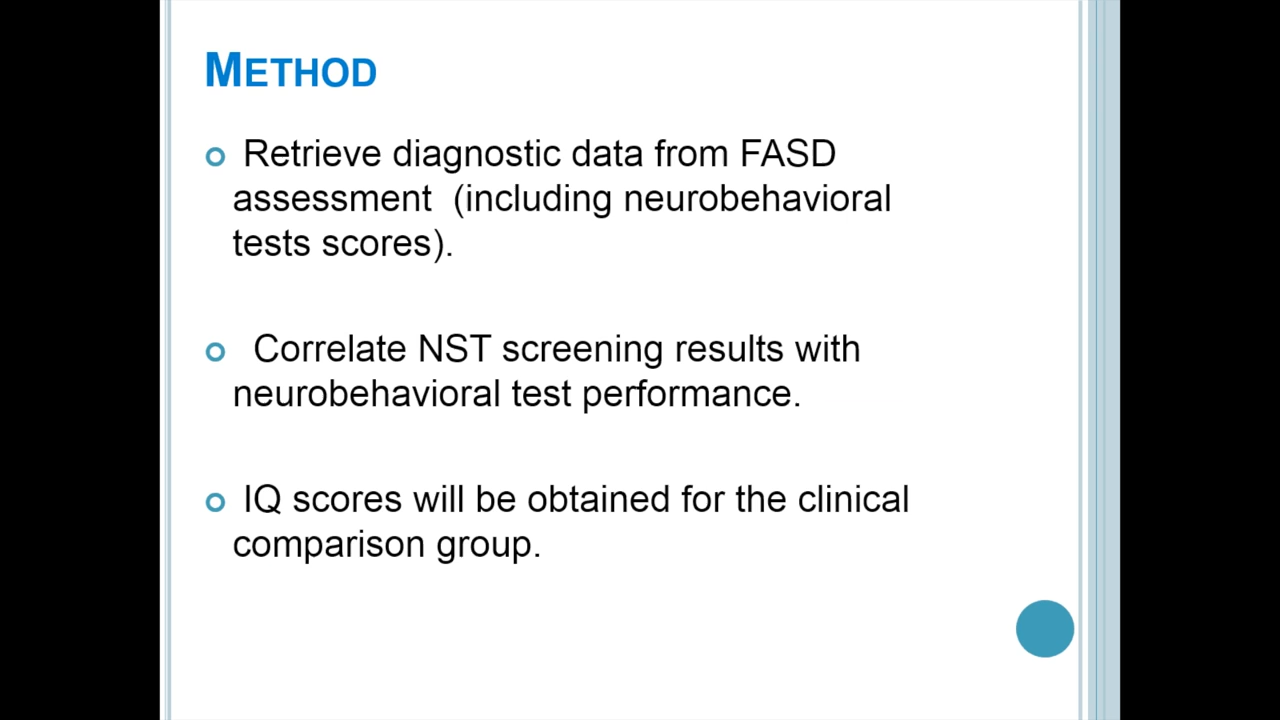 METHOD
Retrieve diagnostic data from FASD
assessment  (including neurobehavioral
tests scores).
Correlate NST screening results with
neurobehavioral test performance.
IQ scores will be obtained for the clinical
comparison group.